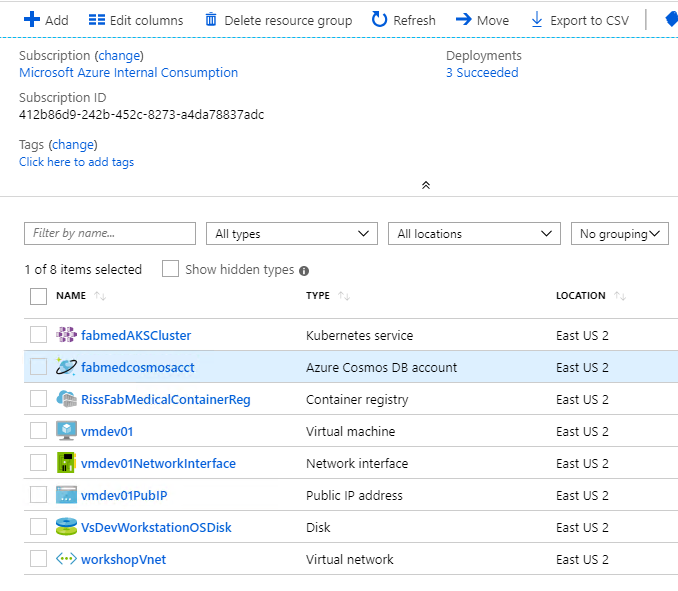 Add Edit columns Delete resource group Refresh Move Export to CSV
Subscription (change) Deployments
Microsoft Azure Internal Consumption 3 Succeeded
Subscription ID
412b86d9-242b-452c-8273-a4da78837adc
Tags (change)
Click here to add tags
Filter by name... All types All locations No grouping
1 of 8 items selected Show hidden types
NAME TYPE LOCATION
fabmedAKSCluster Kubernetes service East US 2
fabmedcosmosacct Azure Cosmos DB account East US 2
RissFabMedicalContainerReg Container registry East US 2
vmdev01 Virtual machine East US 2
vmdev01NetworkInterface Network interface East US 2
vmdev01PubIP Public IP address East US 2
VsDevWorkstationOSDisk Disk East US 2
workshopVnet Virtual network East US 2